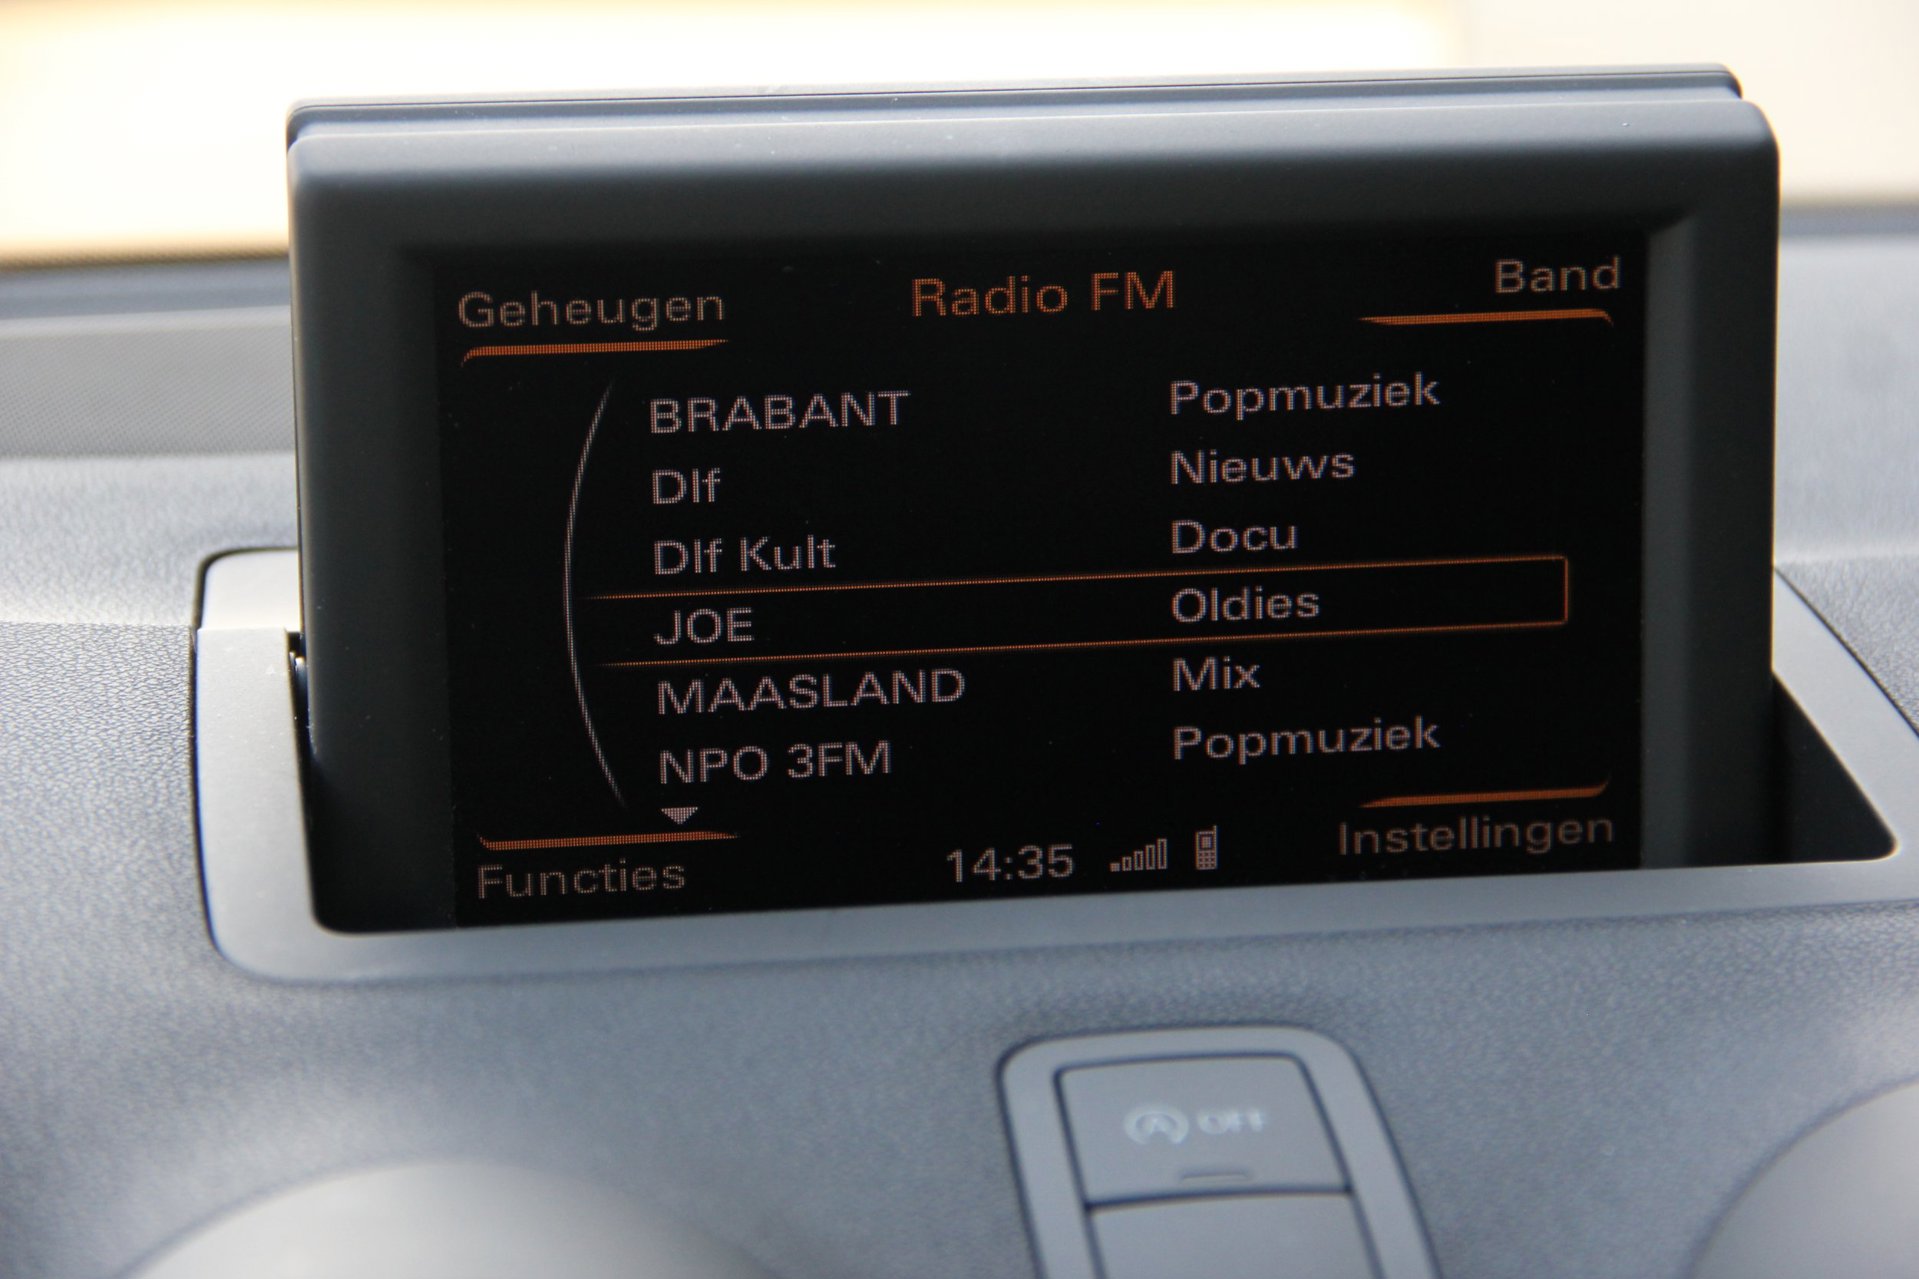 Geheugen Radio FM Band
BRABANT Popmuziek
Dlf Nieuws
Dlf Kult Docu
JOE Oldies
MAASLAND Mix
NPO 3FM Popmuziek
Functies 14:35 Instellingen
A OFF